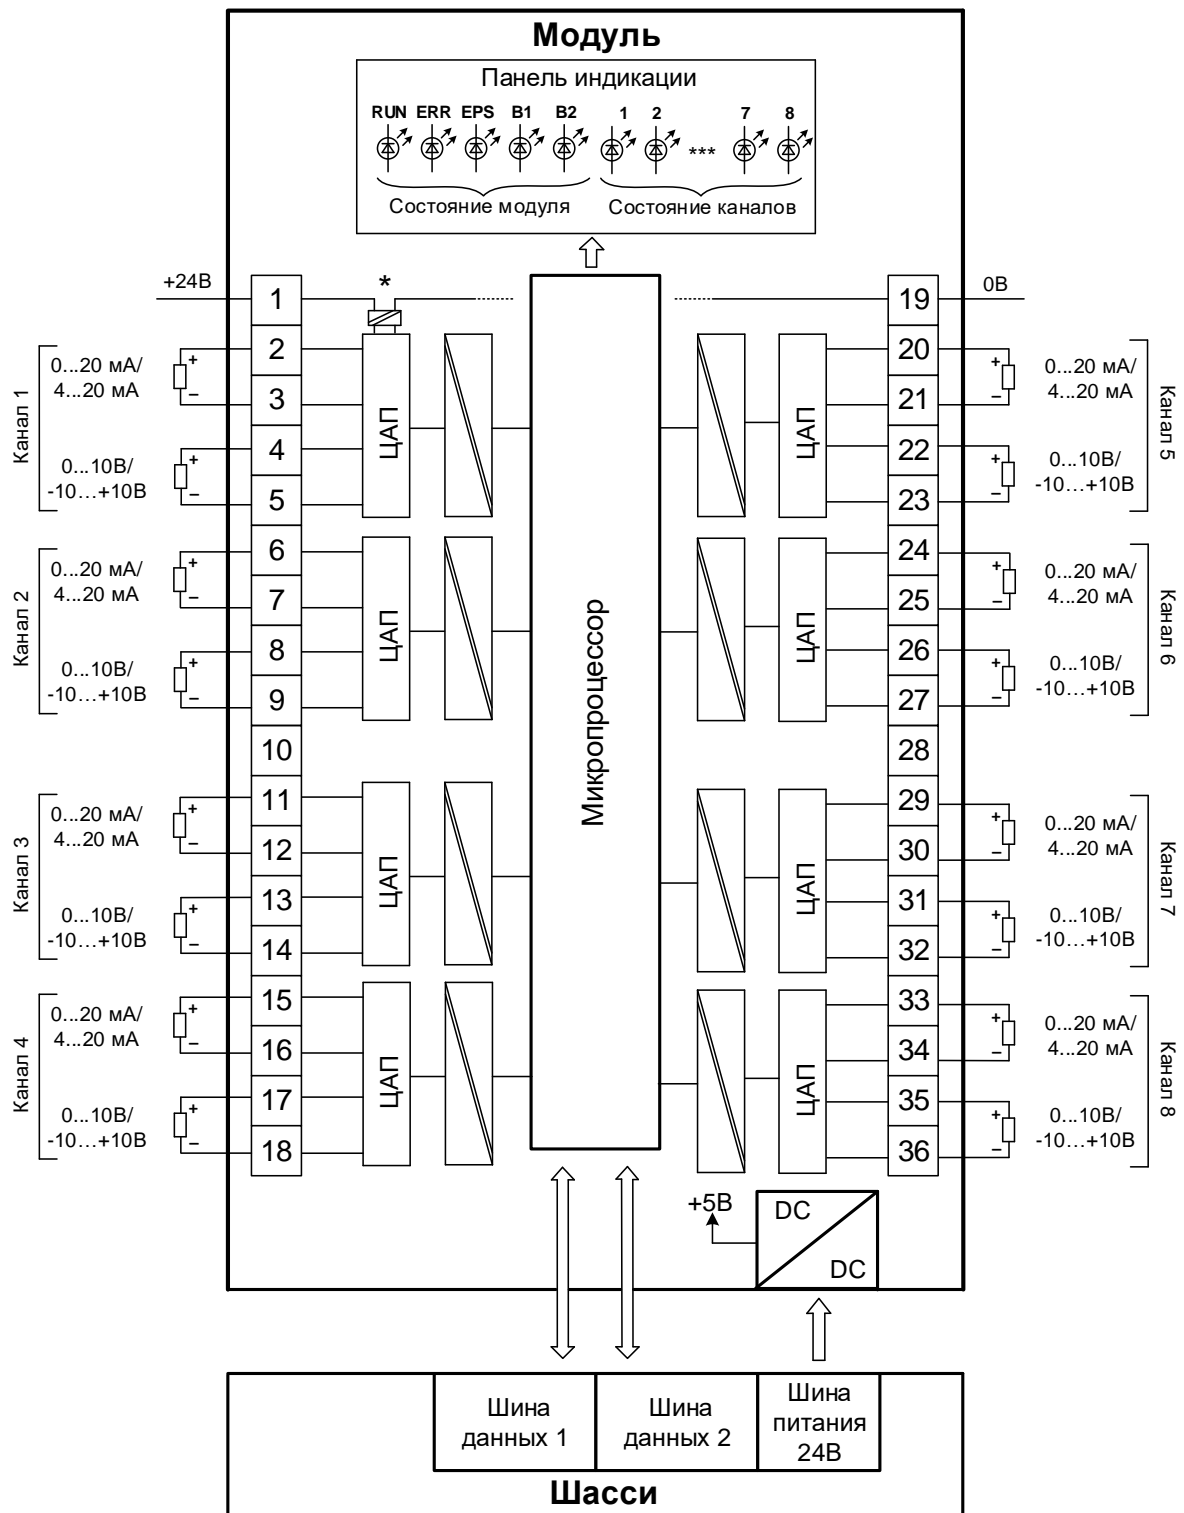 Модуль
Панель индикации
RUN ERR EPS B1 B2 1 2 *** 7 8
Состояние модуля
Состояние каналов
+24В
1
*
19
0В
Канал 1
0...20 мА/
4...20 мА
+
–
0...10В/
-10...+10В
+
–
2
3
4
5
ЦАП
Канал 2
0...20 мА/
4...20 мА
+
–
0...10В/
-10...+10В
+
–
6
7
8
9
ЦАП
10
Канал 3
0...20 мА/
4...20 мА
+
–
0...10В/
-10...+10В
+
–
11
12
13
14
ЦАП
Канал 4
0...20 мА/
4...20 мА
+
–
0...10В/
-10...+10В
+
–
15
16
17
18
ЦАП
Микропроцессор
ЦАП
20
21
22
23
+
–
0...20 мА/
4...20 мА
+
–
0...10В/
-10...+10В
Канал 5
ЦАП
24
25
26
27
+
–
0...20 мА/
4...20 мА
+
–
0...10В/
-10...+10В
Канал 6
28
ЦАП
29
30
31
32
+
–
0...20 мА/
4...20 мА
+
–
0...10В/
-10...+10В
Канал 7
ЦАП
33
34
35
36
+
–
0...20 мА/
4...20 мА
+
–
0...10В/
-10...+10В
Канал 8
+5В
DC
DC
Шина
данных 1
Шина
данных 2
Шина
питания
24В
Шасси